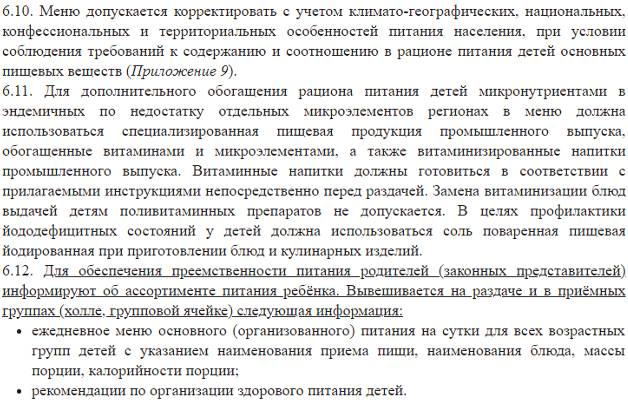 6.10. Меню допускается корректировать с учетом климато-географических, национальных,
конфессиональных и территориальных особенностей питания населения, при условии
соблюдения требований к содержанию и соотношению в рационе питания детей основных
пищевых веществ (Приложение 9).
6.11. Для дополнительного обогащения рациона питания детей микронутриентами в
эндемичных по недостатку отдельных микроэлементов регионах в меню должна
использоваться специализированная пищевая продукция промышленного выпуска,
обогащенные витаминами и микроэлементами, а также витаминизированные напитки
промышленного выпуска. Витаминные напитки должны готовиться в соответствии с
прилагаемыми инструкциями непосредственно перед раздачей. Замена витаминизации блюд
выдачей детям поливитаминных препаратов не допускается. В целях профилактики
йододефицитных состояний у детей должна использоваться соль поваренная пищевая
йодированная при приготовлении блюд и кулинарных изделий.
6.12. Для обеспечения преемственности питания родителей (законных представителей)
информируют об ассортименте питания ребёнка. Вывешивается на раздаче и в приёмных
группах (холле, групповой ячейке) следующая информация:
• ежедневное меню основного (организованного) питания на сутки для всех возрастных
групп детей с указанием наименования приема пищи, наименования блюда, массы
порции, калорийности порции;
• рекомендации по организации здорового питания детей.